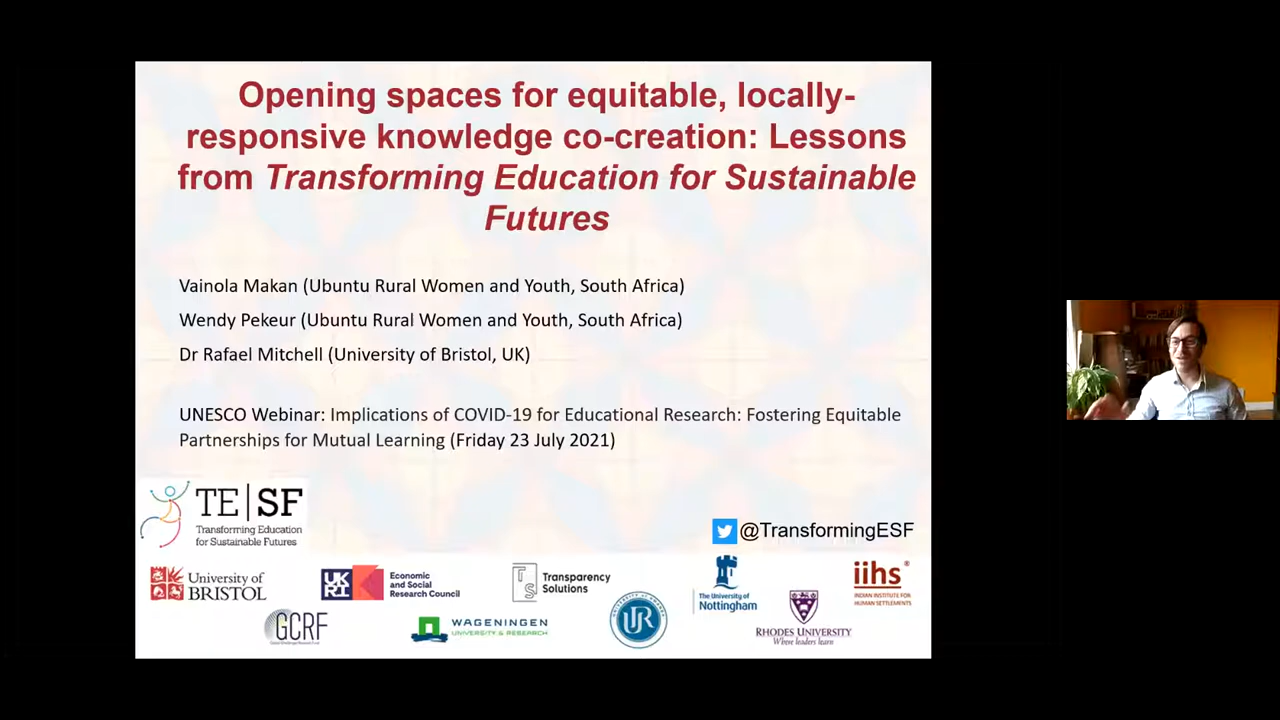 Opening spaces for equitable, locally-
responsive knowledge co-creation: Lessons
from Transforming Education for Sustainable
Futures
Vainola Makan (Ubuntu Rural Women and Youth, South Africa)
Wendy Pekeur (Ubuntu Rural Women and Youth, South Africa)
Dr Rafael Mitchell (University of Bristol, UK)
UNESCO Webinar: Implications of COVID-19 for Educational Research: Fostering Equitable
Partnerships for Mutual Learning (Friday 23 July 2021)
TE|SF
Transforming Education
for Sustainable Futures
@TransformingESF
University of
BRISTOL
UK
RI
Economic
and Social
Research Council
TS
Transparency
Solutions
The University of
Nottingham
iihs
INDIAN INSTITUTE FOR
HUMAN SETTLEMENTS
GCRF
WAGENINGEN
UNIVERSITY & RESEARCH
UR
RHODES UNIVERSITY
Where leaders learn